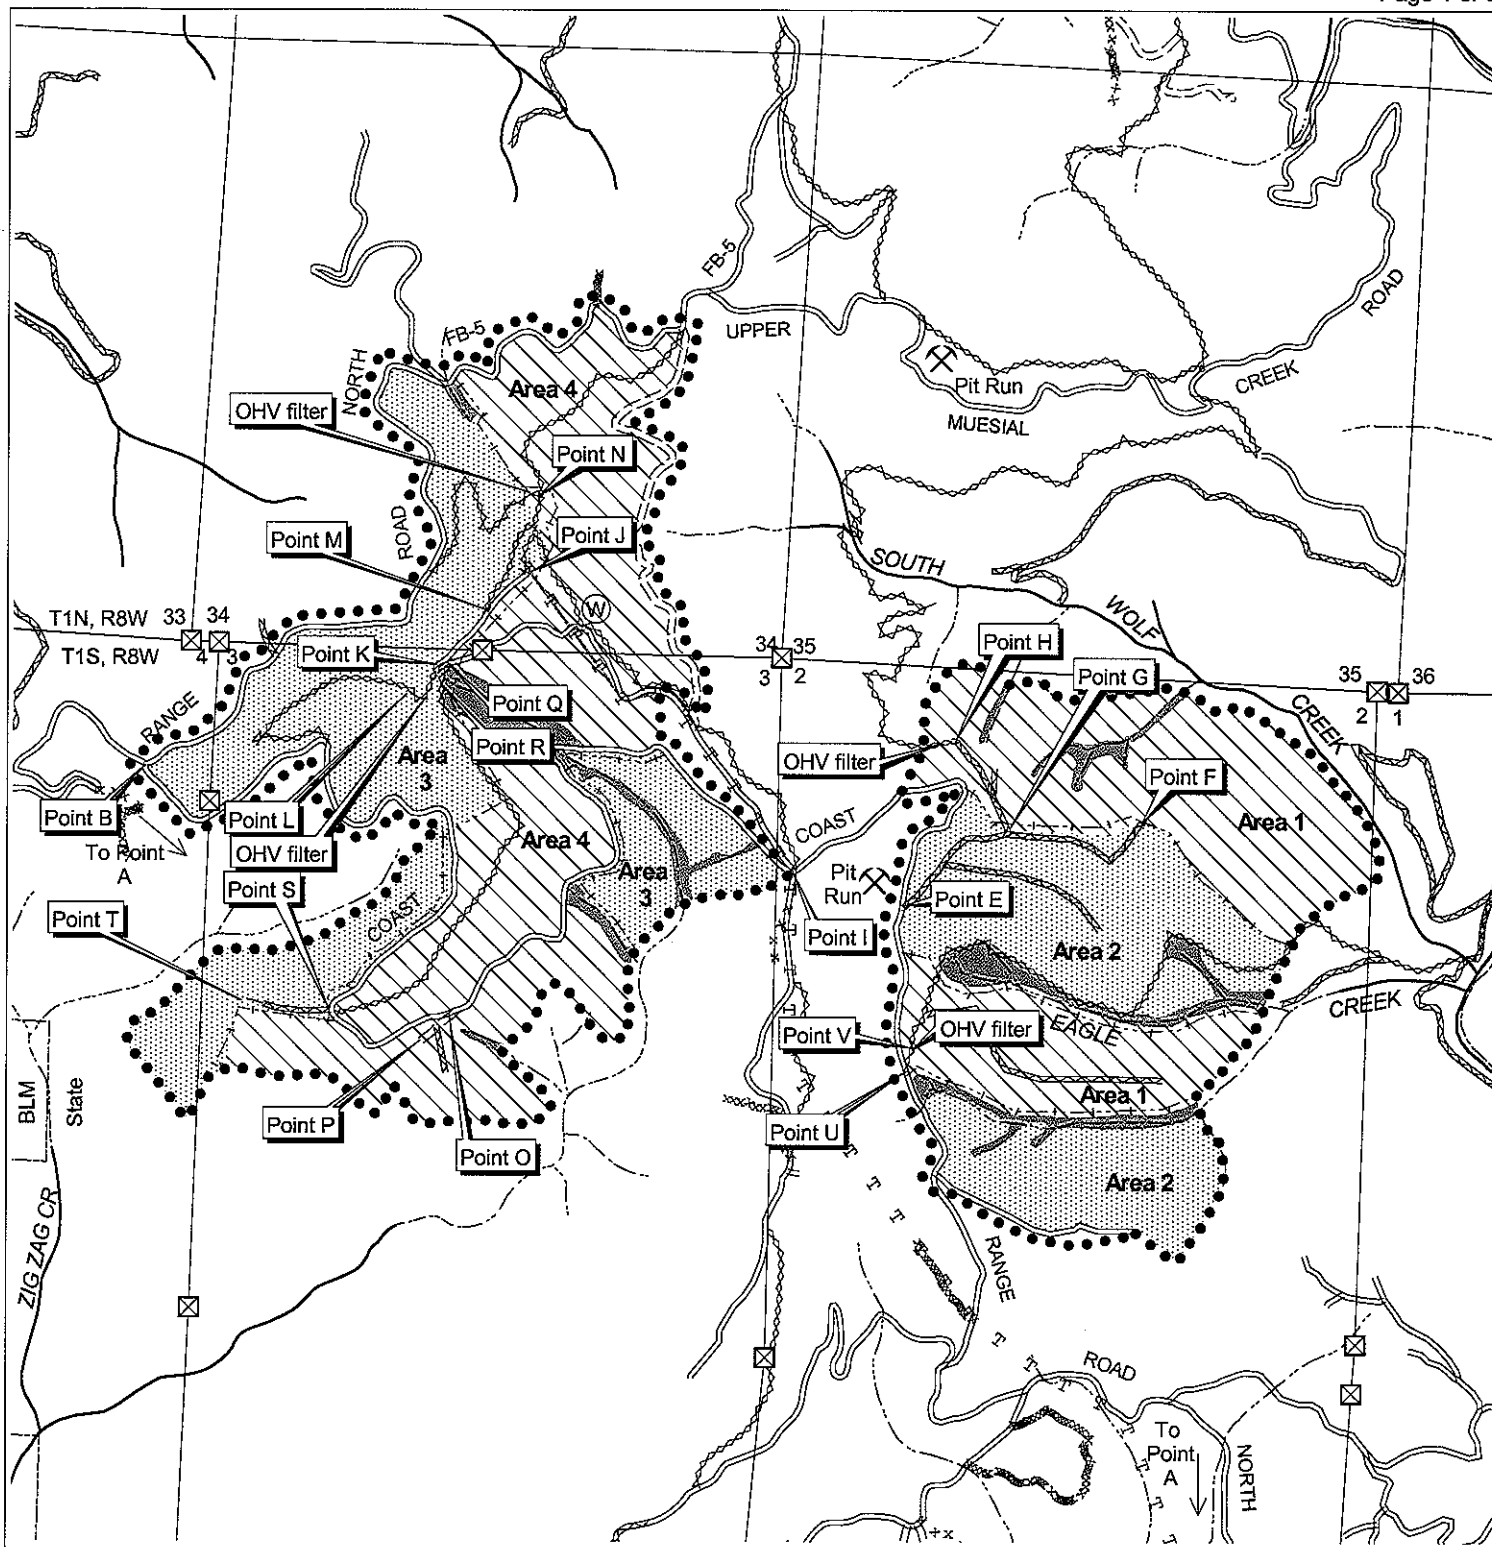 FB-5
UPPER
Pit Run
MUESIAL
CREEK
ROAD
FB-5
NORTH
ROAD
Area 4
OHV filter
Point N
Point M
Point J
W
SOUTH
WOLF
CREEK
T1N, R8W
33 34
T1S, R8W
4 3
34 35
3 2
35 36
2 1
Point K
Point H
Point G
Point Q
Point R
RANGE
Area
3
OHV filter
Point F
Point B
To Point
A
Point L
OHV filter
Area 4
COAST
Area 1
Pit
Run
Point S
Area
3
Point E
Point T
COAST
Point I
Area 2
EAGLE
CREEK
Point V
OHV filter
BLM
State
Point P
Point O
Area 1
Point U
Area 2
ZIG ZAG CR
RANGE
ROAD
To
Point
A
NORTH